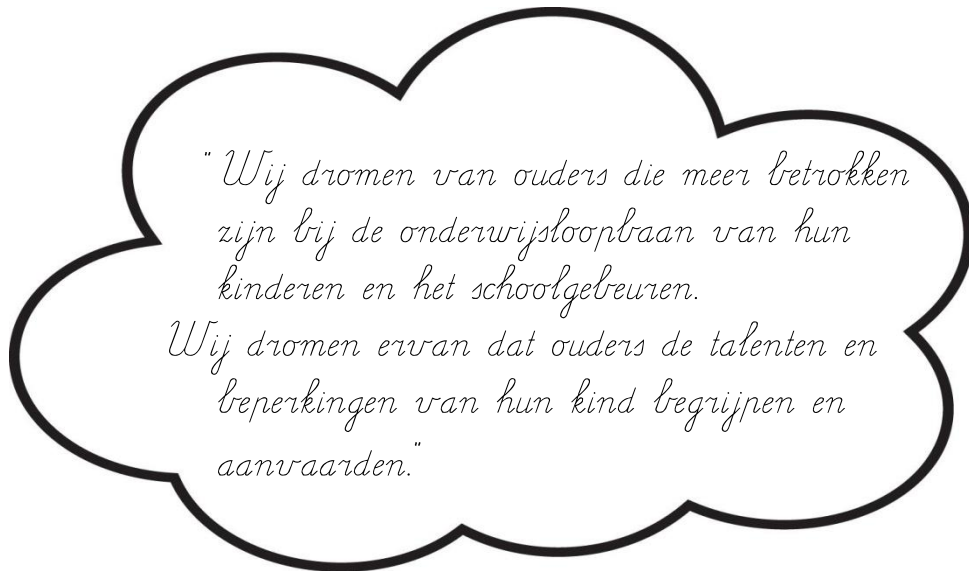 " Wij dromen van ouders die meer betrokken
zijn bij de onderwijsloopbaan van hun
kinderen en het schoolgebeuren.
Wij dromen ervan dat ouders de talenten en
beperkingen van hun kind begrijpen en
aanvaarden."